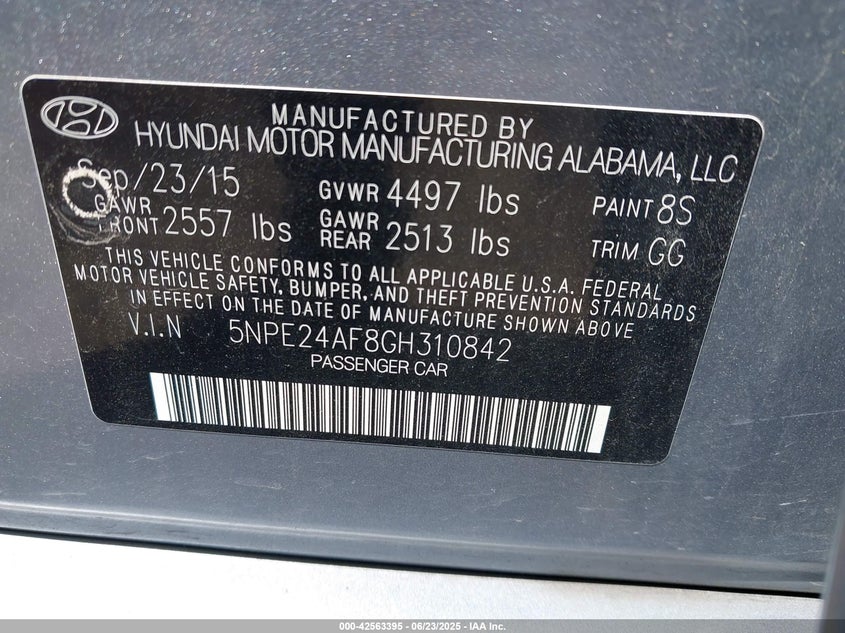 MANUFACTURED BY
HYUNDAI MOTOR MANUFACTURING ALABAMA, LLC
Sep/23/15 GVWR 4497 lbs PAINT 8S
GAWR FRONT 2557 lbs GAWR REAR 2513 lbs TRIM GG
THIS VEHICLE CONFORMS TO ALL APPLICABLE U.S.A. FEDERAL
MOTOR VEHICLE SAFETY, BUMPER, AND THEFT PREVENTION STANDARDS
IN EFFECT ON THE DATE OF MANUFACTURE SHOWN ABOVE
V.I.N 5NPE24AF8GH310842
PASSENGER CAR
000-42563395 - 06/23/2025 - IAA Inc.